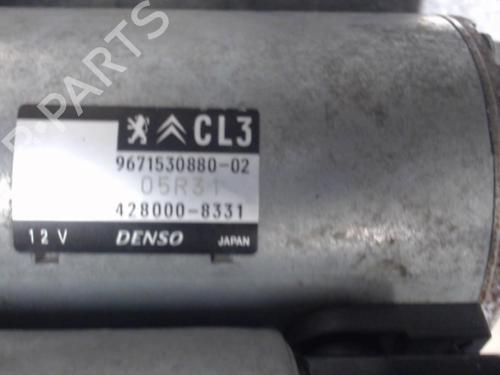 CL3
9671530880-02
05R31
428000-8331
12 V DENSO JAPAN
B-PARTS